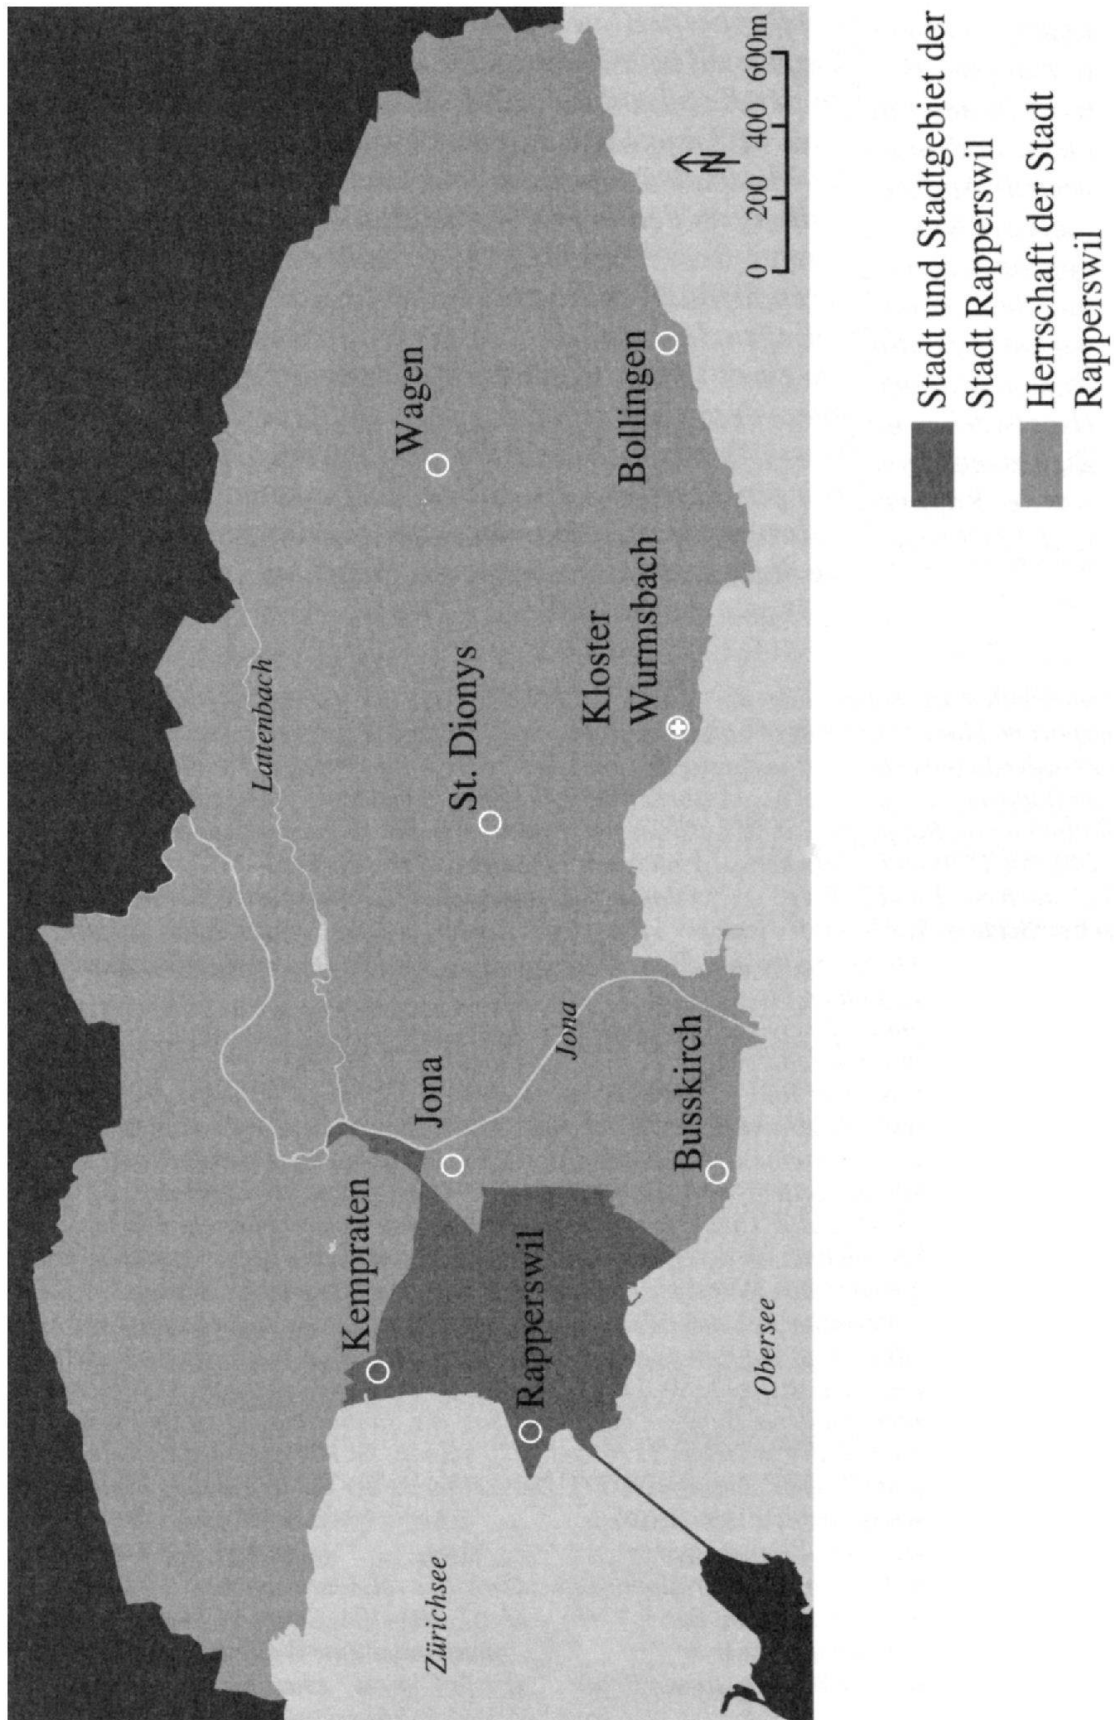 Lattenbach
Wagen
St. Dionys
Kempraten
Jona
Jona
Kloster
Wurmsbach
Bollingen
Rapperswil
Busskirch
Zürichsee
Obersee
N
0 200 400 600m
Stadt und Stadtgebiet der
Stadt Rapperswil
Herrschaft der Stadt
Rapperswil